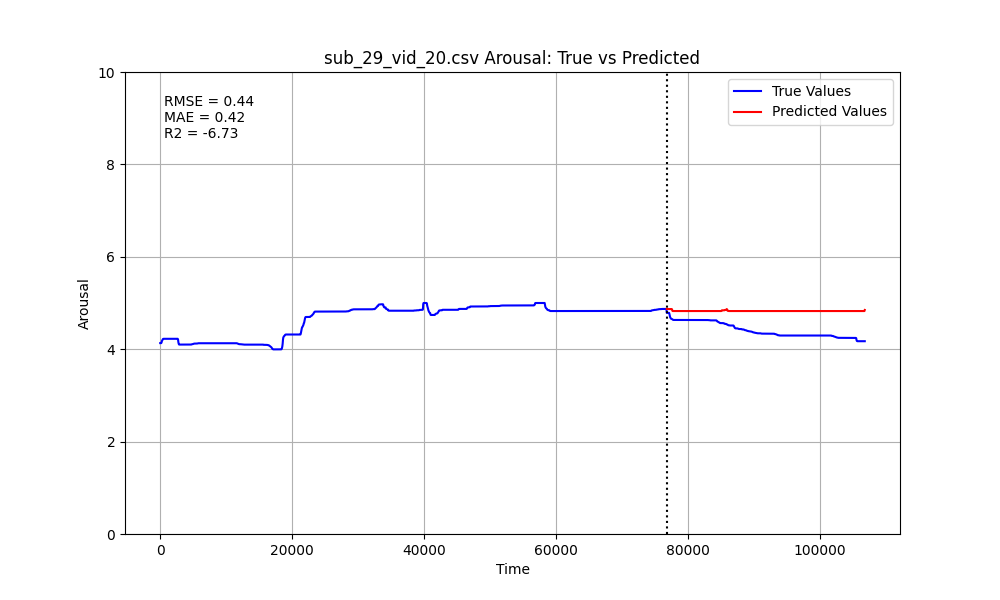 sub_29_vid_20.csv Arousal: True vs Predicted
RMSE = 0.44
MAE = 0.42
R2 = -6.73
True Values
Predicted Values
Arousal
10
8
6
4
2
0
0
20000
40000
60000
80000
100000
Time